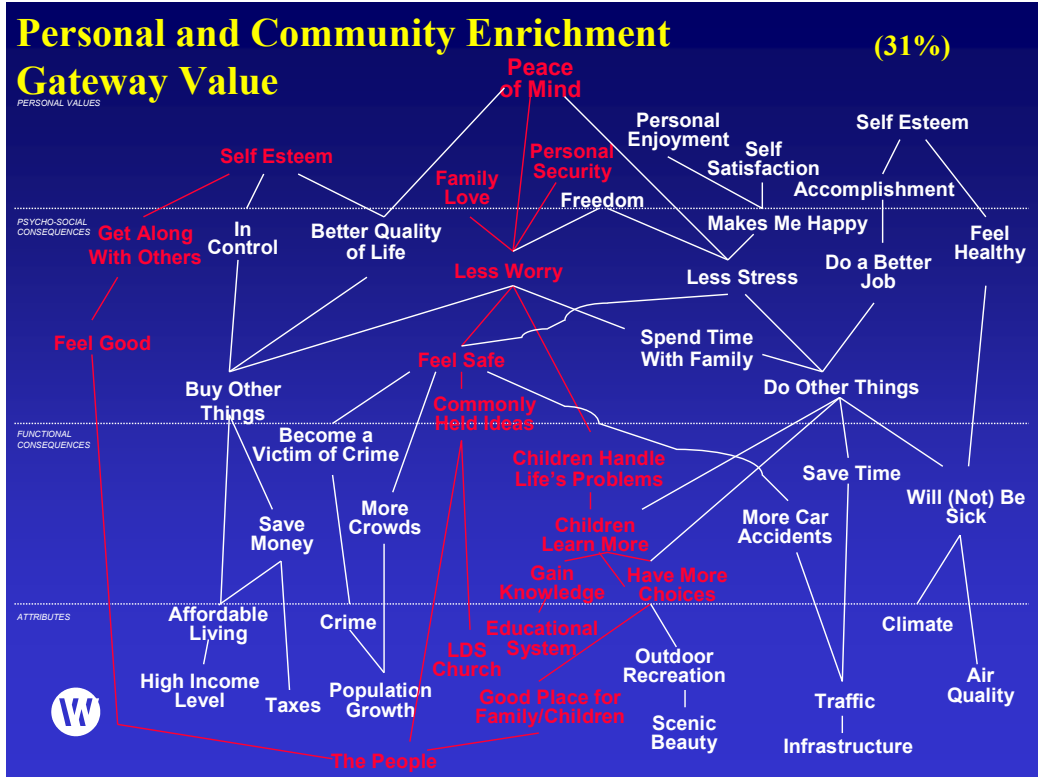 Personal and Community Enrichment
Gateway Value
(31%)
Peace
of Mind
PERSONAL VALUES
Personal
Enjoyment
Self Esteem
Self Esteem
Personal
Security
Self
Satisfaction
Family
Love
Accomplishment
Freedom
PSYCHO-SOCIAL
CONSEQUENCES
Get Along
With Others
In
Control
Better Quality
of Life
Makes Me Happy
Feel
Healthy
Less Worry
Less Stress
Do a Better
Job
Feel Good
Spend Time
With Family
Feel Safe
Buy Other
Things
Do Other Things
Commonly
Held Ideas
FUNCTIONAL
CONSEQUENCES
Become a
Victim of Crime
Children Handle
Life's Problems
Save Time
Will (Not) Be
Sick
More
Crowds
Save
Money
Children
Learn More
More Car
Accidents
Gain
Knowledge
Have More
Choices
ATTRIBUTES
Affordable
Living
Crime
Educational
System
Climate
LDS
Church
Outdoor
Recreation
High Income
Level
Taxes
Population
Growth
Good Place for
Family/Children
Air
Quality
Traffic
Scenic
Beauty
W
The People
Infrastructure